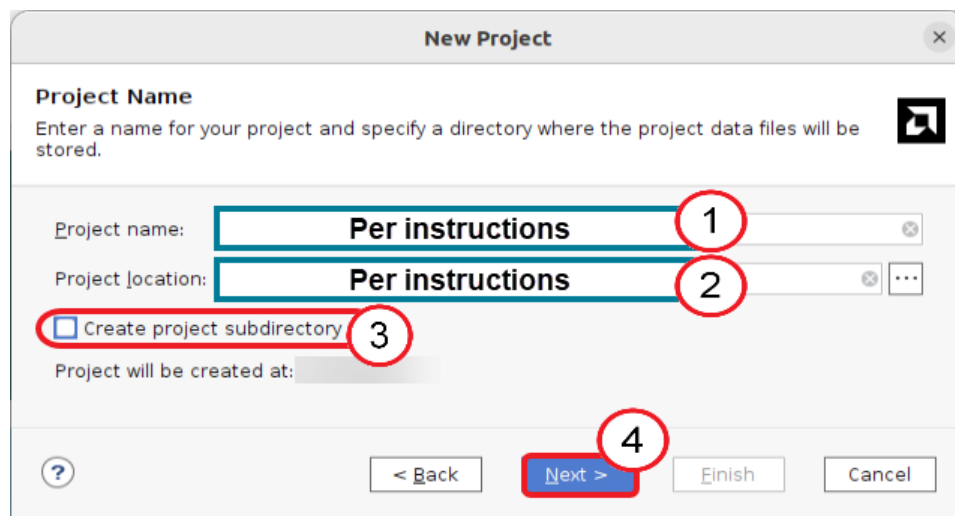 New Project
Project Name
Enter a name for your project and specify a directory where the project data files will be
stored.
Project name: Per instructions 1
Project location: Per instructions 2 ...
Create project subdirectory 3
Project will be created at:
4
? < Back Next > Finish Cancel